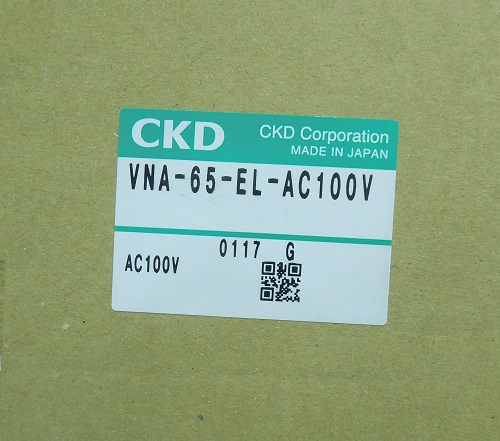 CKD
CKD Corporation
MADE IN JAPAN
VNA-65-EL-AC100V
0117 G
AC100V